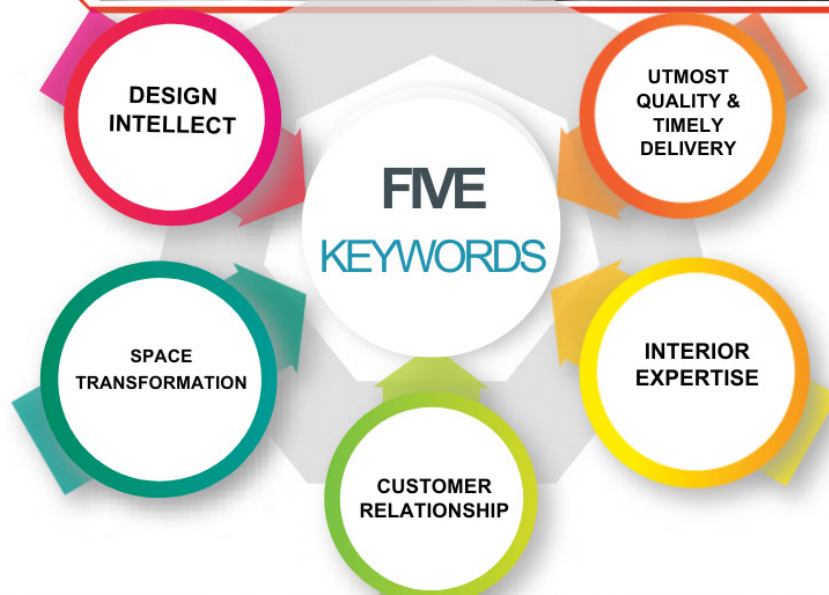 DESIGN
INTELLECT
UTMOST
QUALITY &
TIMELY
DELIVERY
FIVE
KEYWORDS
SPACE
TRANSFORMATION
INTERIOR
EXPERTISE
CUSTOMER
RELATIONSHIP